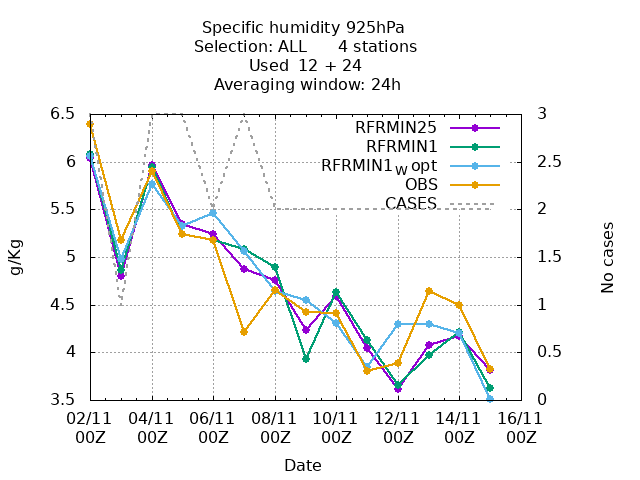 Specific humidity 925hPa
Selection: ALL      4 stations
Used  12 + 24
Averaging window: 24h
6.5
6
5.5
5
4.5
4
3.5
g/Kg
3
2.5
2
1.5
1
0.5
0
No cases
RFRMIN25
RFRMIN1
RFRMIN1wopt
OBS
CASES
02/11 04/11 06/11 08/11 10/11 12/11 14/11 16/11
00Z 00Z 00Z 00Z 00Z 00Z 00Z 00Z
Date